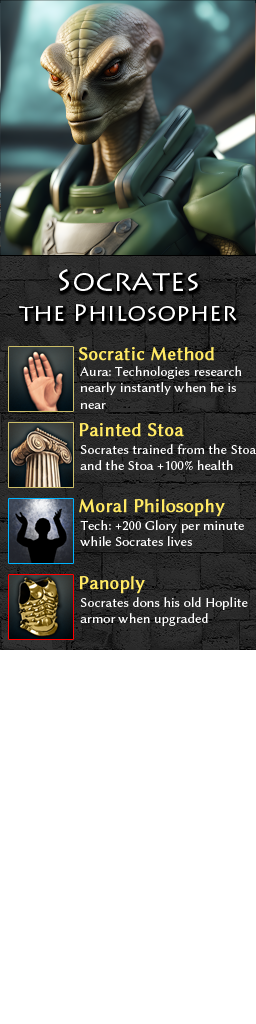 Socrates
the Philosopher
Socratic Method
Aura: Technologies research
nearly instantly when he is
near
Painted Stoa
Socrates trained from the Stoa
and the Stoa +100% health
Moral Philosophy
Tech: +200 Glory per minute
while Socrates lives
Panoply
Socrates dons his old Hoplite
armor when upgraded